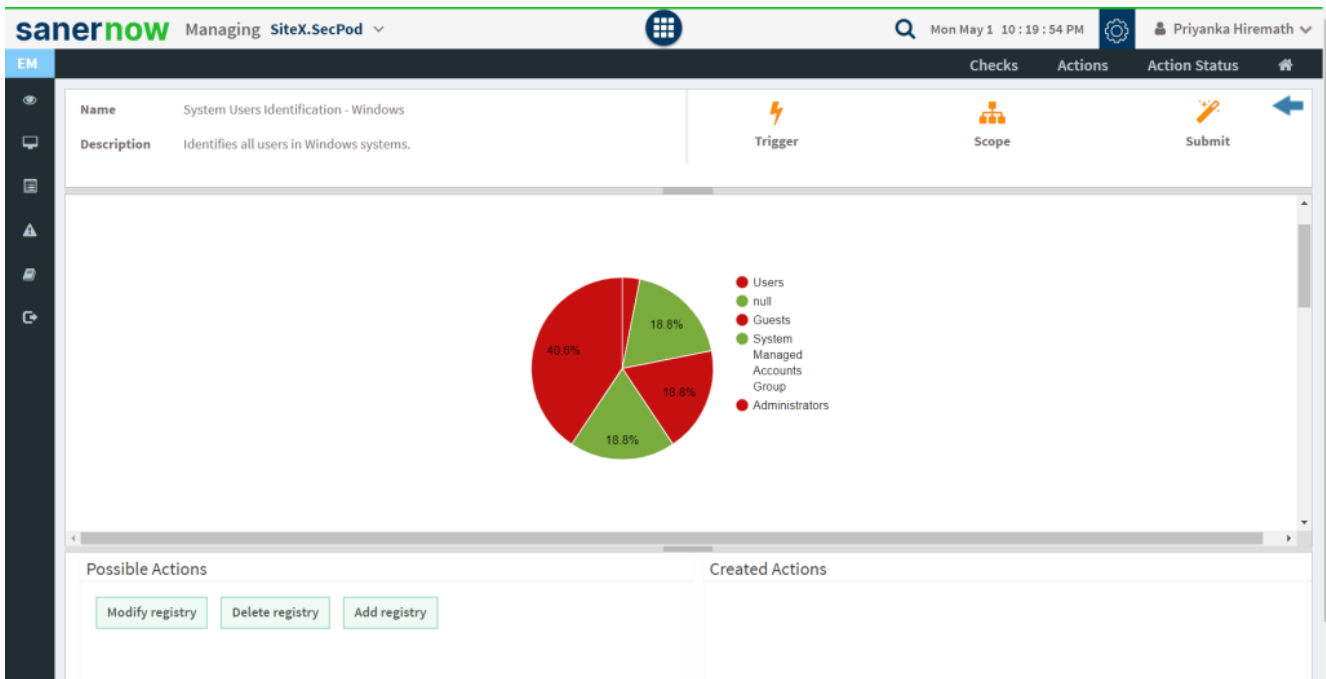 sanernow Managing SiteX.SecPod
Mon May 1 10:19:54 PM
Priyanka Hiremath
EM
Checks Actions Action Status
Name System Users Identification - Windows
Description Identifies all users in Windows systems.
Trigger Scope Submit
Users
null
Guests
System
Managed
Accounts
Group
Administrators
18.8%
40.6%
18.8%
18.8%
Possible Actions
Created Actions
Modify registry Delete registry Add registry